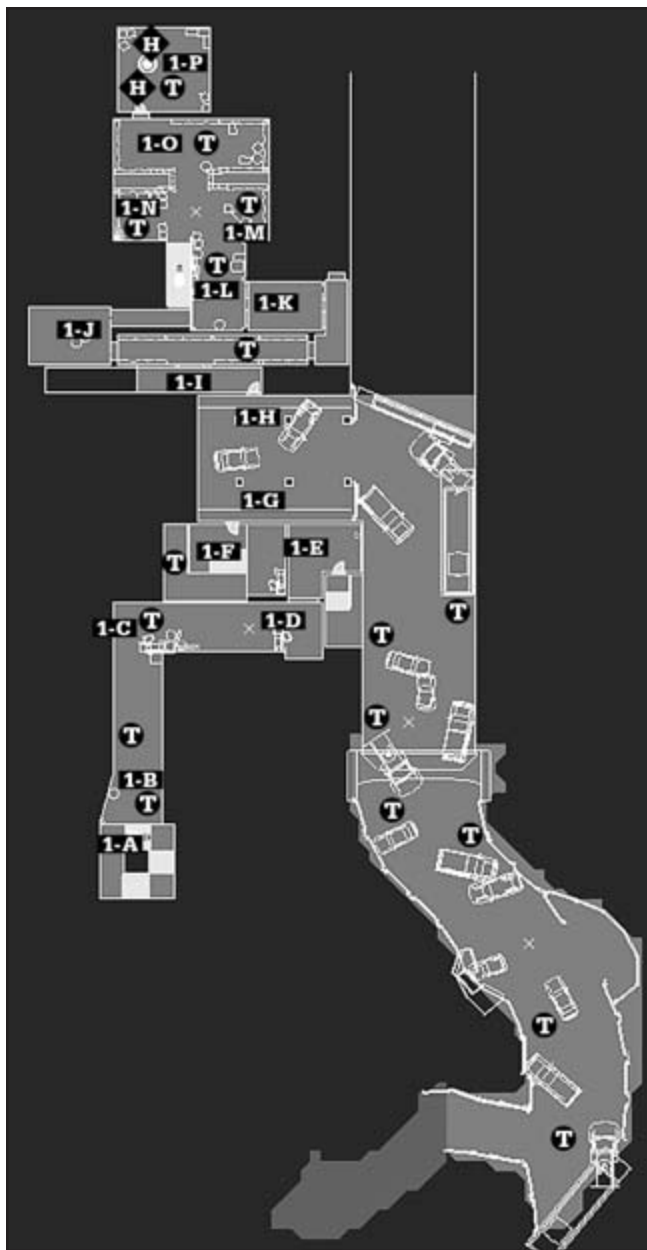 H
1-P
H T
1-O T
1-N T
T 1-M
T
1-L 1-K
1-J
T
1-I
1-H
1-G
1-F 1-E
T
T
1-C T 1-D
T
T
T
1-B
T
T
T
1-A
T
T